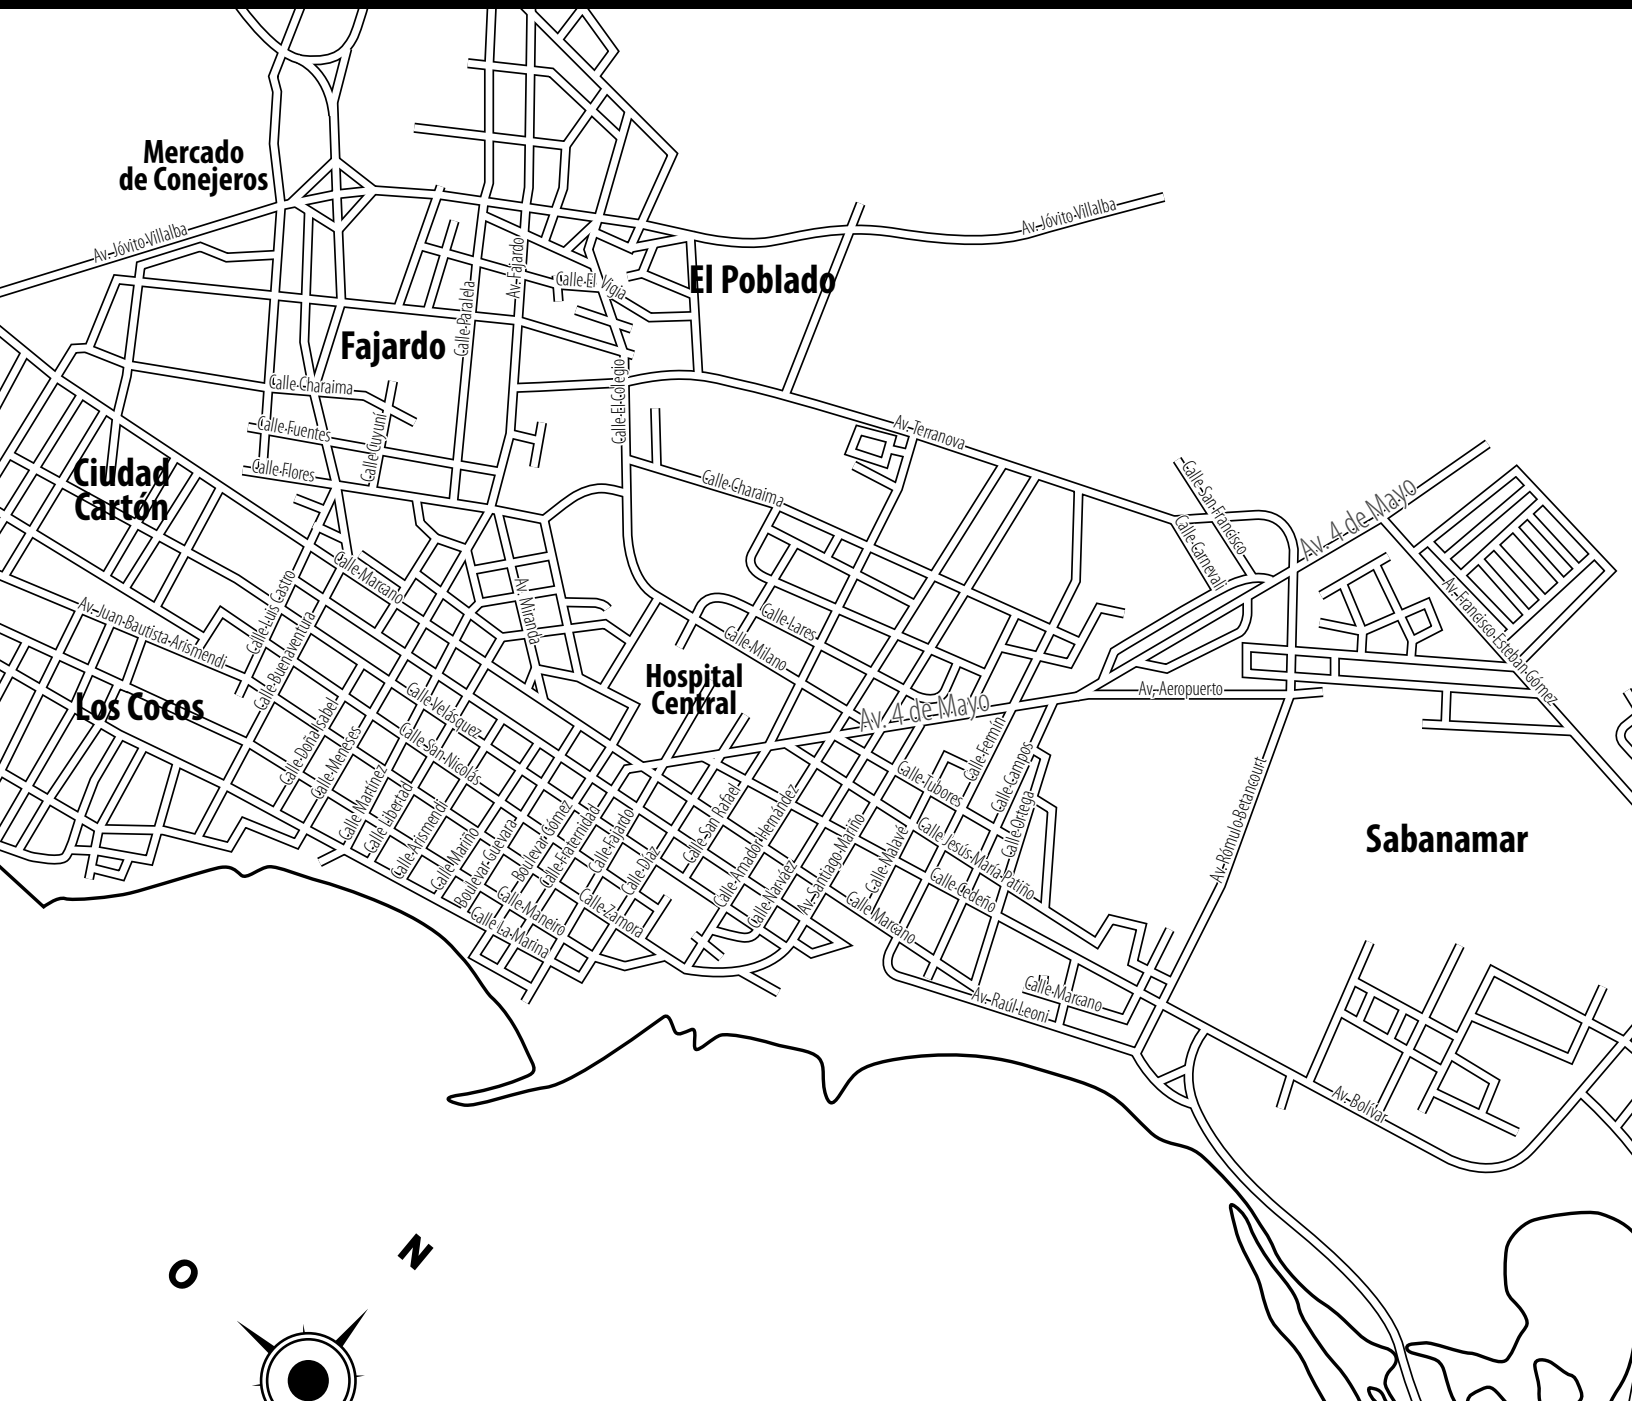 Mercado
de Conejeros
Av. Jóvito Villalba
Av. Jóvito Villalba
Av. Fajardo
Calle El Vigia
El Poblado
Calle Paralela
Fajardo
Calle Charaima
Calle El Colegio
Calle Cuyuní
Calle Fuentes
Calle Flores
Av. Terranova
Calle Charaima
Calle San Francisco
Calle Carnevali
Av. 4 de Mayo
Ciudad
Cartón
Calle Marcano
Calle Luis Castro
Av. Miranda
Av. Francisco Esteban Gómez
Av. Juan Bautista Arismendi
Calle Buenaventura
Calle Lares
Calle Milano
Hospital
Central
Los Cocos
Calle Velásquez
Av. 4 de Mayo
Av. Aeropuerto
Calle Doña Isabel
Calle Meneses
Calle San Nicolás
Calle Fermín
Calle Campos
Calle Ortega
Calle Tubores
Av. Rómulo Betancourt
Calle Martínez
Calle Libertad
Calle Arismendi
Calle Mariño
Boulevar Guevara
Boulevar Gómez
Calle Fraternidad
Calle Fajardo
Calle Díaz
Calle San Rafael
Calle Amador Hernández
Calle Narváez
Av. Santiago Mariño
Calle Malavé
Calle Jesús María Patiño
Calle Cedeño
Sabanamar
Calle Maneiro
Calle Zamora
Calle La Marina
Calle Marcano
Calle Marcano
Av. Raúl Leoni
Av. Bolívar
O
N